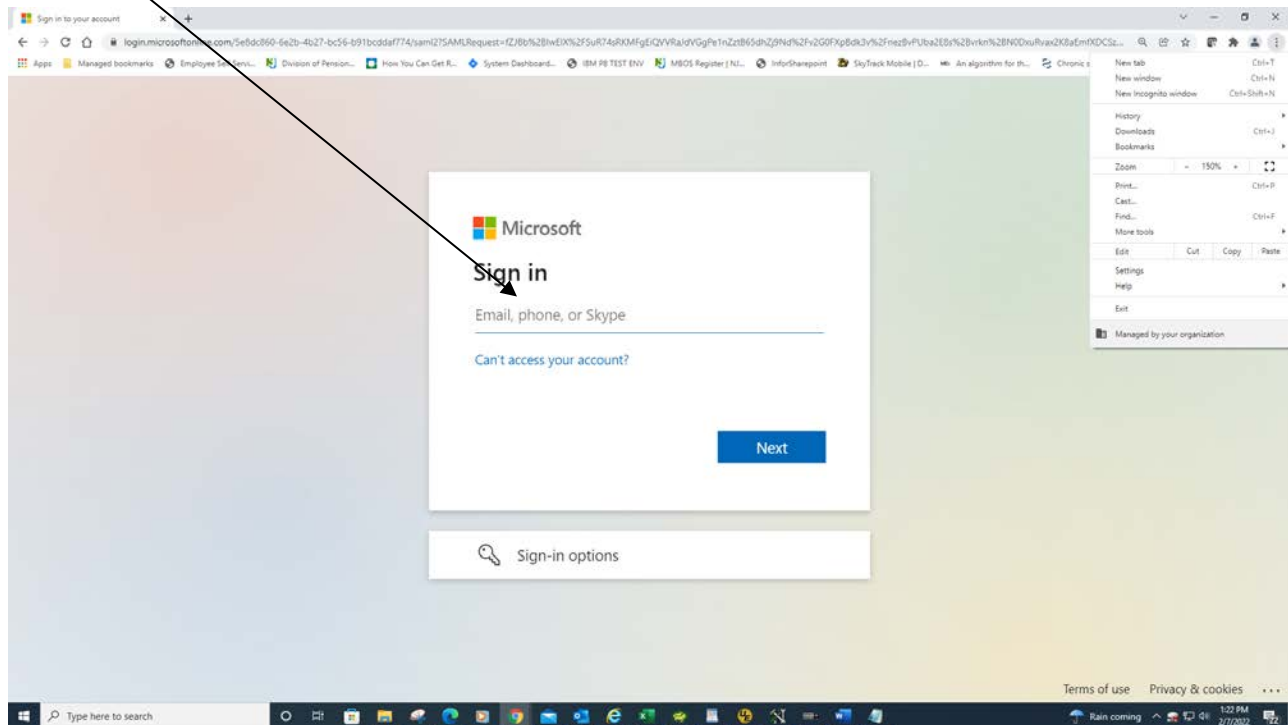 Sign in to your account
Apps Managed bookmarks Employee Self Servi... Division of Pension... How You Can Get R... System Dashboard... IBM P8 TEST ENV MBOS Register | NJ... InforSharepoint SkyTrack Mobile | D... An algorithm for th... Chronic
New tab Ctrl+T
New window Ctrl+N
New Incognito window Ctrl+Shift+N
History
Downloads Ctrl+J
Bookmarks
Zoom - 150% +
Print... Ctrl+P
Cast...
Find... Ctrl+F
More tools
Edit Cut Copy Paste
Settings
Help
Exit
Managed by your organization
Microsoft
Sign in
Email, phone, or Skype
Can't access your account?
Next
Sign-in options
Terms of use Privacy & cookies ...
Type here to search
Rain coming
1:22 PM
2/7/2022